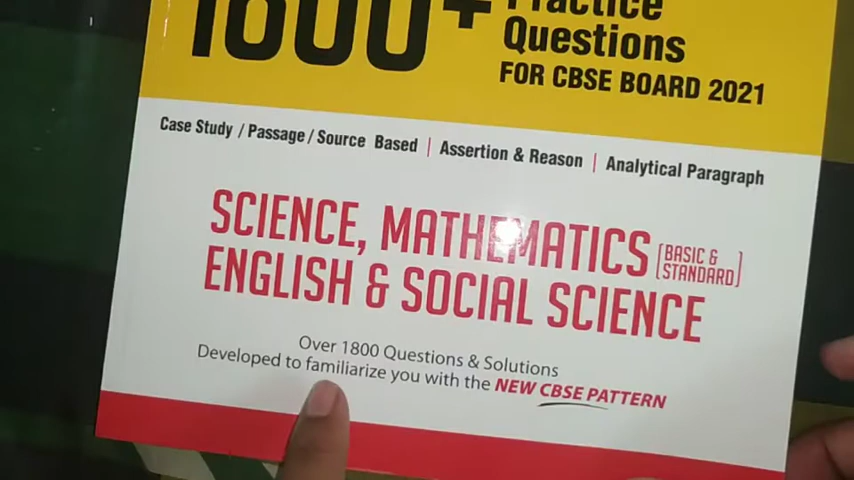 1800+
Practice
Questions
FOR CBSE BOARD 2021
Case Study / Passage / Source Based | Assertion & Reason | Analytical Paragraph
SCIENCE, MATHEMATICS [BASIC & STANDARD]
ENGLISH & SOCIAL SCIENCE
Over 1800 Questions & Solutions
Developed to familiarize you with the NEW CBSE PATTERN